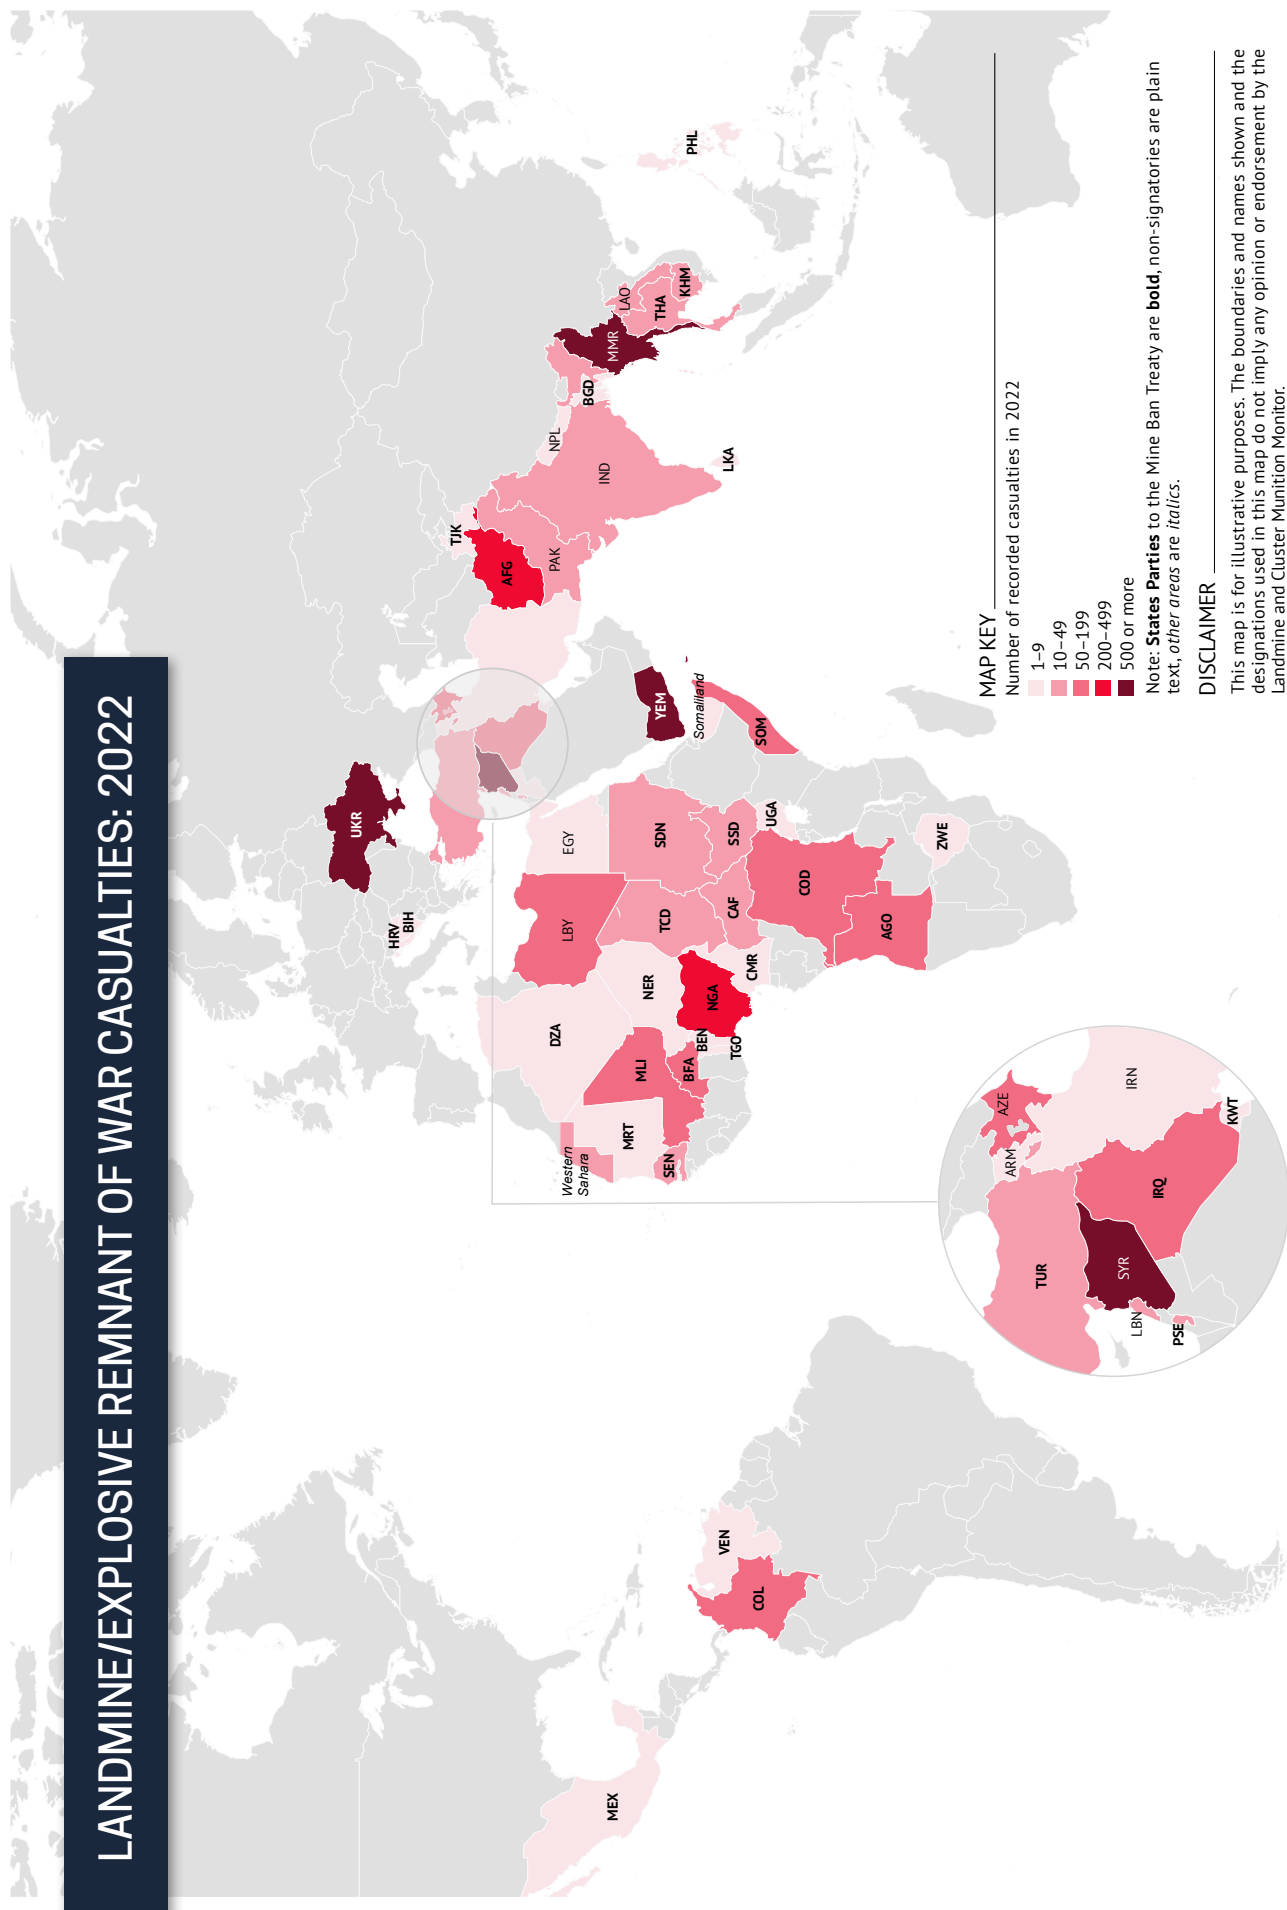 LANDMINE/EXPLOSIVE REMNANT OF WAR CASUALTIES: 2022
UKR
HRV
BIH
TJK
AFG
PAK
NPL
IND
BGD
LKA
MMR
LAO
THA
KHM
PHL
YEM
Somaliland
SOM
EGY
LBY
DZA
Western
Sahara
MRT
MLI
NER
TCD
SDN
SSD
CAF
UGA
COD
AGO
ZWE
CMR
NGA
BEN
TGO
BFA
SEN
MEX
VEN
COL
TUR
ARM
AZE
IRN
SYR
IRQ
KWT
LBN
PSE
MAP KEY
Number of recorded casualties in 2022
1–9
10–49
50–199
200–499
500 or more
Note: States Parties to the Mine Ban Treaty are bold, non-signatories are plain
text, other areas are italics.
DISCLAIMER
This map is for illustrative purposes. The boundaries and names shown and the
designations used in this map do not imply any opinion or endorsement by the
Landmine and Cluster Munition Monitor.